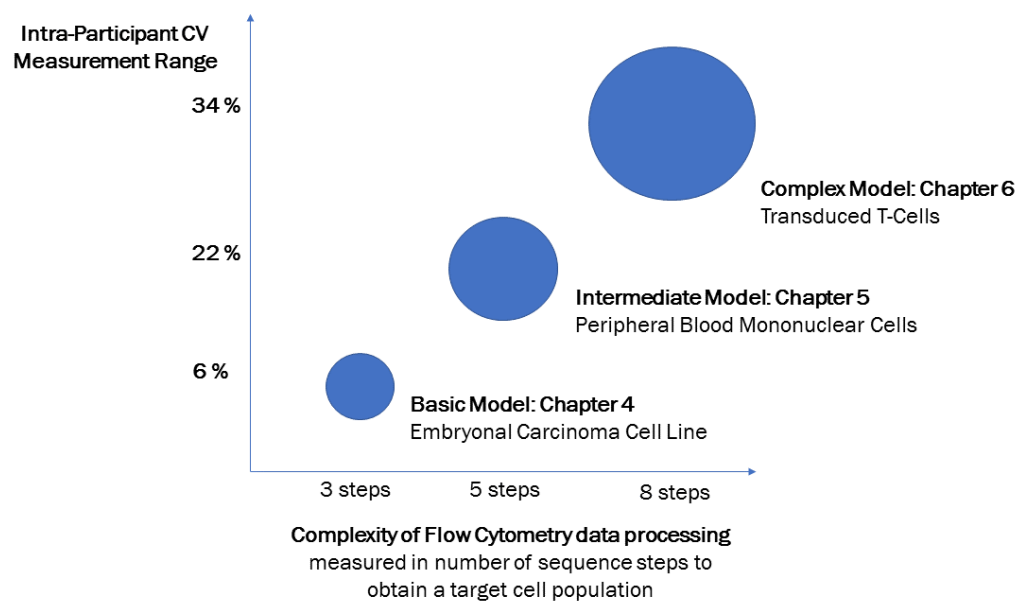 Intra-Participant CV
Measurement Range
34 %
22 %
6 %
Complex Model: Chapter 6
Transduced T-Cells
Intermediate Model: Chapter 5
Peripheral Blood Mononuclear Cells
Basic Model: Chapter 4
Embryonal Carcinoma Cell Line
3 steps
5 steps
8 steps
Complexity of Flow Cytometry data processing
measured in number of sequence steps to
obtain a target cell population